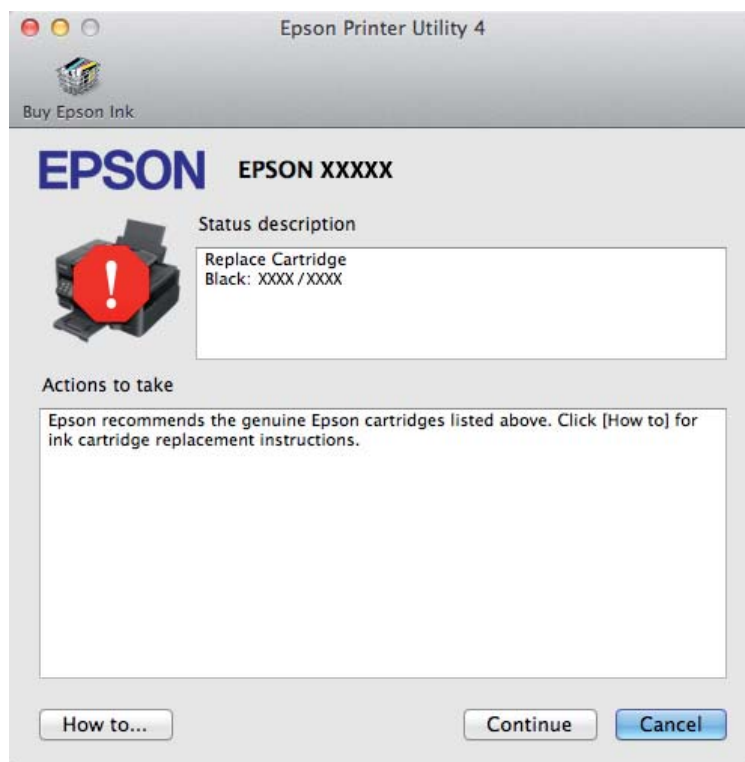 Epson Printer Utility 4
Buy Epson Ink
EPSON EPSON XXXXX
Status description
Replace Cartridge
Black: XXXX / XXXX
!
Actions to take
Epson recommends the genuine Epson cartridges listed above. Click [How to] for
ink cartridge replacement instructions.
How to... Continue Cancel